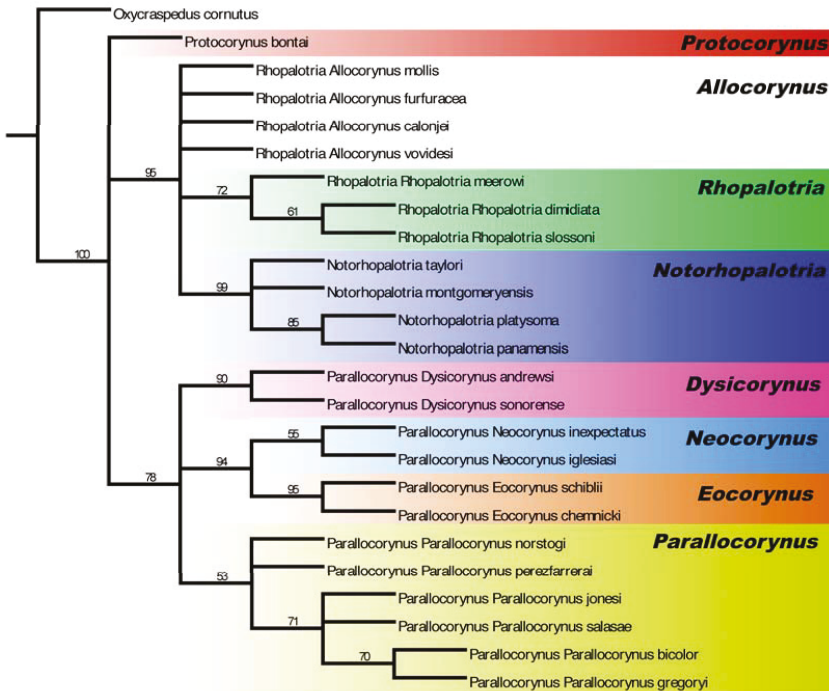 Oxycraspedus cornutus
Protocorynus bontai
Protocorynus
Rhopalotria Allocorynus mollis
Allocorynus
Rhopalotria Allocorynus furfuracea
Rhopalotria Allocorynus calonjei
Rhopalotria Allocorynus vovidesi
95
72
Rhopalotria Rhopalotria meerowi
Rhopalotria
61
Rhopalotria Rhopalotria dimidiata
Rhopalotria Rhopalotria slossoni
100
Notorhopalotria taylori
Notorhopalotria
99
Notorhopalotria montgomeryensis
85
Notorhopalotria platysoma
Notorhopalotria panamensis
90
Parallocorynus Dysicorynus andrewsi
Dysicorynus
Parallocorynus Dysicorynus sonorense
55
Parallocorynus Neocorynus inexpectatus
Neocorynus
Parallocorynus Neocorynus iglesiasi
78
94
95
Parallocorynus Eocorynus schiblii
Eocorynus
Parallocorynus Eocorynus chemnicki
Parallocorynus Parallocorynus norstogi
Parallocorynus
Parallocorynus Parallocorynus perezfarrerai
53
Parallocorynus Parallocorynus jonesi
71
Parallocorynus Parallocorynus salasae
70
Parallocorynus Parallocorynus bicolor
Parallocorynus Parallocorynus gregoryi